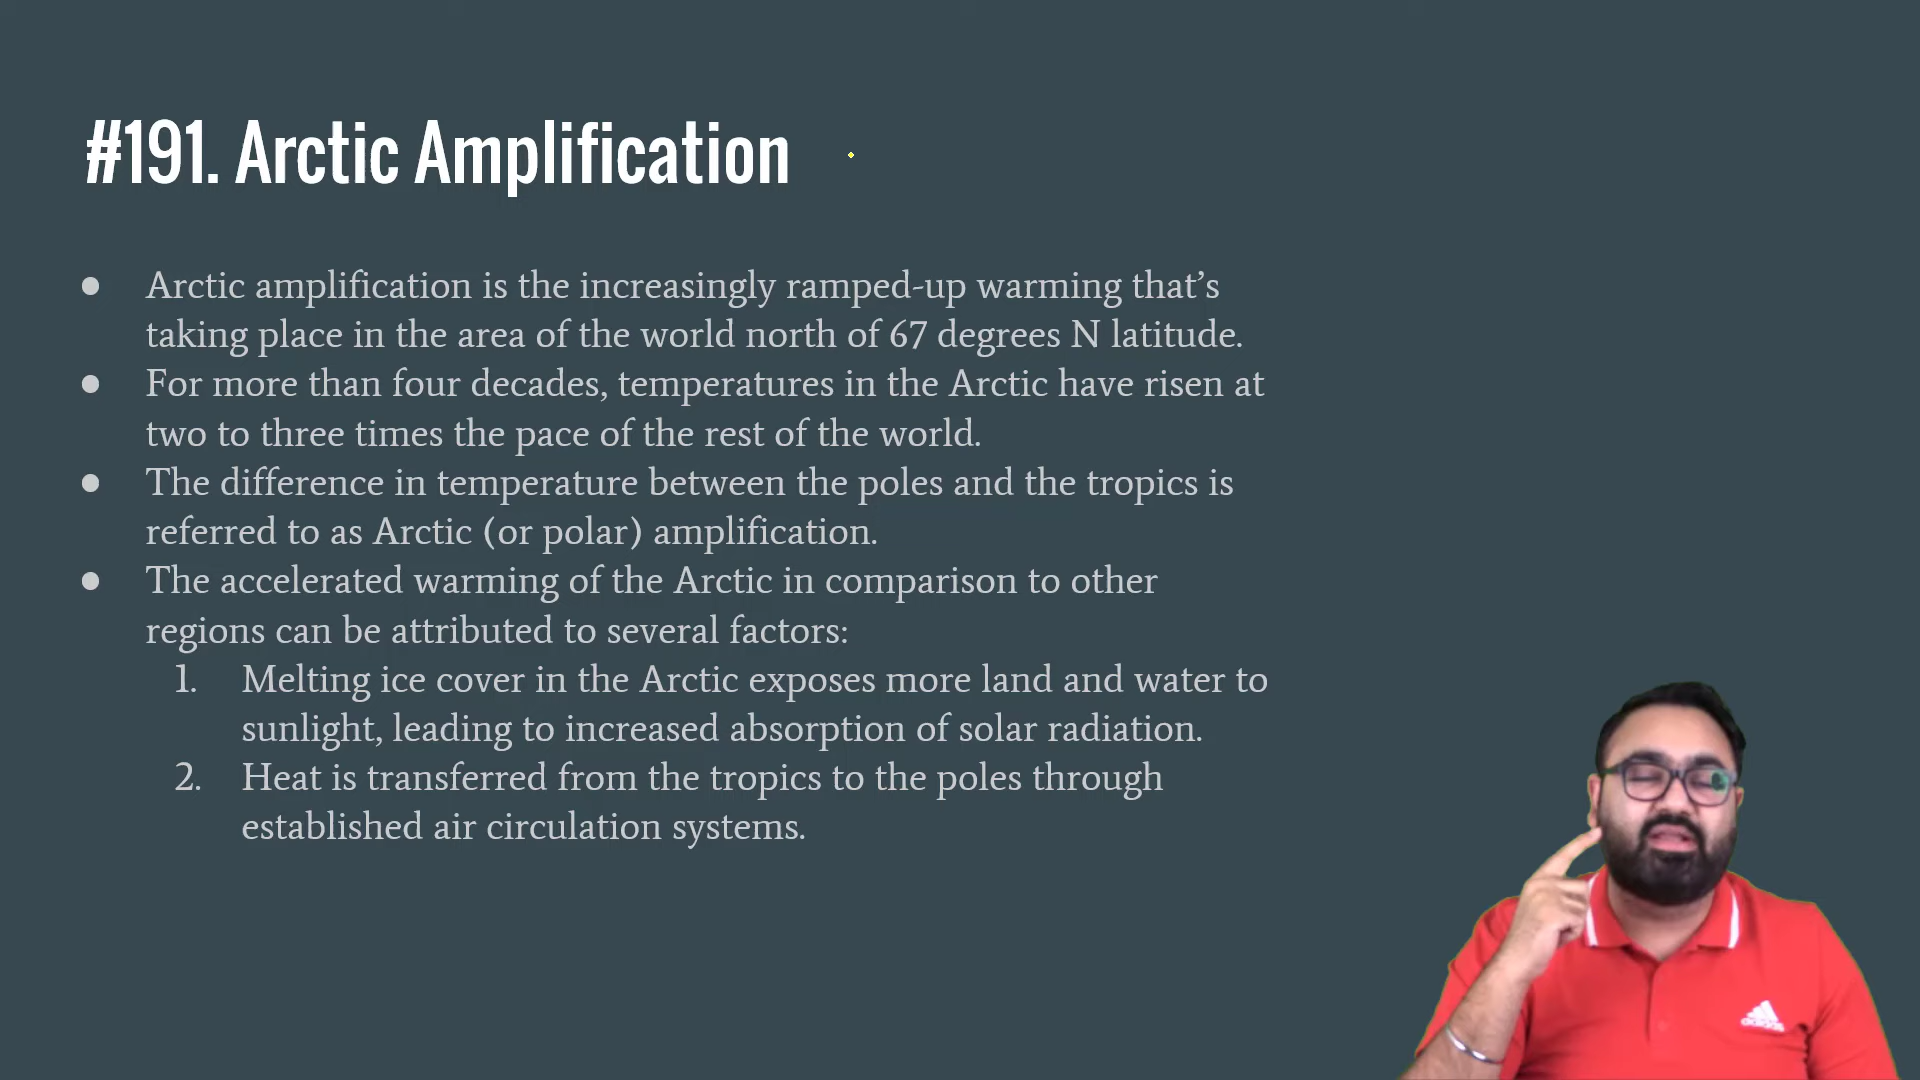 #191. Arctic Amplification
● Arctic amplification is the increasingly ramped-up warming that’s
taking place in the area of the world north of 67 degrees N latitude.
● For more than four decades, temperatures in the Arctic have risen at
two to three times the pace of the rest of the world.
● The difference in temperature between the poles and the tropics is
referred to as Arctic (or polar) amplification.
● The accelerated warming of the Arctic in comparison to other
regions can be attributed to several factors:
1. Melting ice cover in the Arctic exposes more land and water to
sunlight, leading to increased absorption of solar radiation.
2. Heat is transferred from the tropics to the poles through
established air circulation systems.
adidas